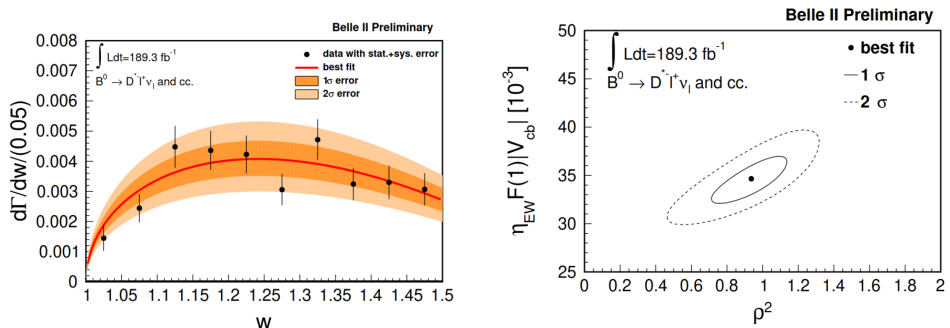 Belle II Preliminary
0.008
0.007
0.006
0.005
0.004
0.003
0.002
0.001
0
dΓ/dw/(0.05)
∫ Ldt=189.3 fb⁻¹
B⁰ → D*⁻l⁺ν_l and cc.
data with stat.+sys. error
best fit
1σ error
2σ error
1 1.05 1.1 1.15 1.2 1.25 1.3 1.35 1.4 1.45 1.5
w
Belle II Preliminary
50
45
40
35
30
25
η_EW F(1)|V_cb| [10⁻³]
∫ Ldt=189.3 fb⁻¹
B⁰ → D*⁻l⁺ν_l and cc.
best fit
1 σ
2 σ
0 0.2 0.4 0.6 0.8 1 1.2 1.4 1.6 1.8 2
ρ²